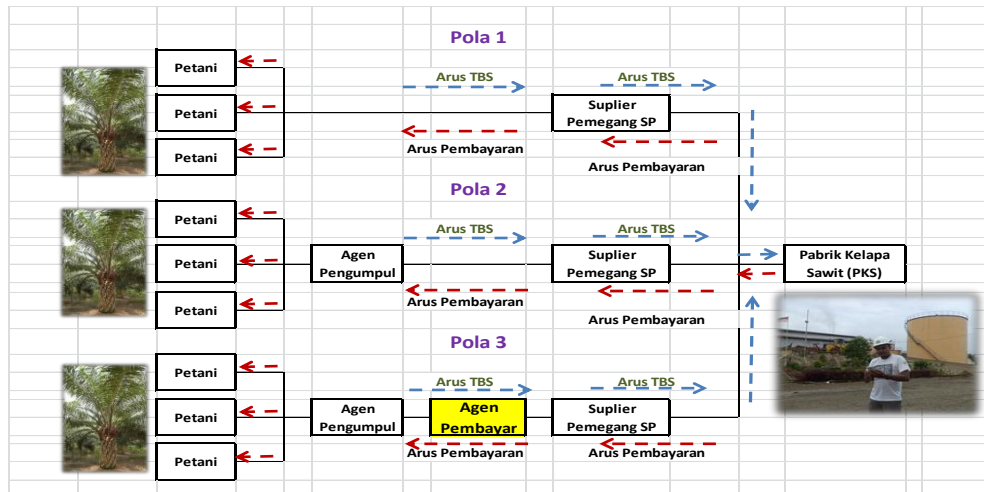 Pola 1
Petani
Arus TBS
Arus TBS
Petani
Suplier
Pemegang SP
Arus Pembayaran
Petani
Arus Pembayaran
Pola 2
Petani
Arus TBS
Arus TBS
Petani
Agen
Pengumpul
Suplier
Pemegang SP
Pabrik Kelapa
Sawit (PKS)
Petani
Arus Pembayaran
Arus Pembayaran
Pola 3
Petani
Arus TBS
Arus TBS
Petani
Agen
Pengumpul
Agen
Pembayar
Suplier
Pemegang SP
Petani
Arus Pembayaran
Arus Pembayaran